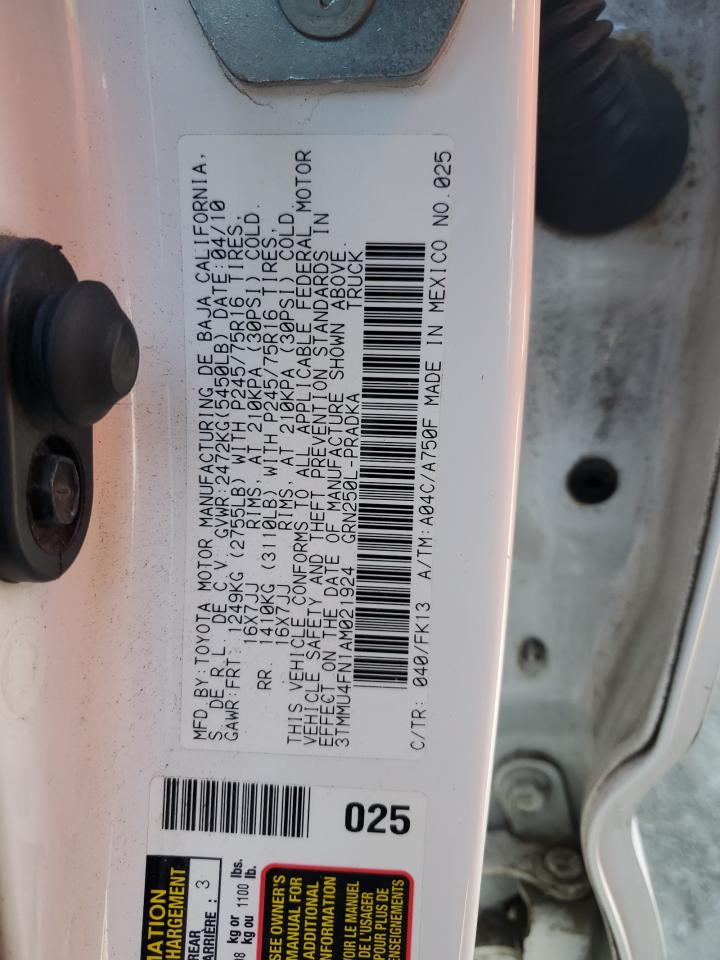 MFD. BY: TOYOTA MOTOR MANUFACTURING DE BAJA CALIFORNIA,
S. DE R.L. DE C.V. GVWR: 2472KG(5450LB) DATE: 04/10
GAWR: FRT: 1249KG (2755LB) WITH P245/75R16 TIRES,
16X7JJ RIMS, AT 210KPA (30PSI) COLD.
RR 1410KG (3110LB) WITH P245/75R16 TIRES,
16X7JJ RIMS, AT 210KPA (30PSI) COLD.
THIS VEHICLE CONFORMS TO ALL APPLICABLE FEDERAL MOTOR
VEHICLE SAFETY AND THEFT PREVENTION STANDARDS IN
EFFECT ON THE DATE OF MANUFACTURE SHOWN ABOVE.
3TMMU4FN1AM021924 GRN250L-PRADKA TRUCK
C/TR: 040/FK13 A/TM: A04C/A750F MADE IN MEXICO NO. 025
025
MATION
HARGEMENT
REAR
ARRIÈRE : 3
kg or 1100 lbs.
kg ou lb.
SEE OWNER'S
MANUAL FOR
ADDITIONAL
INFORMATION
VOIR LE MANUEL
DE L'USAGER
POUR PLUS DE
RENSEIGNEMENTS